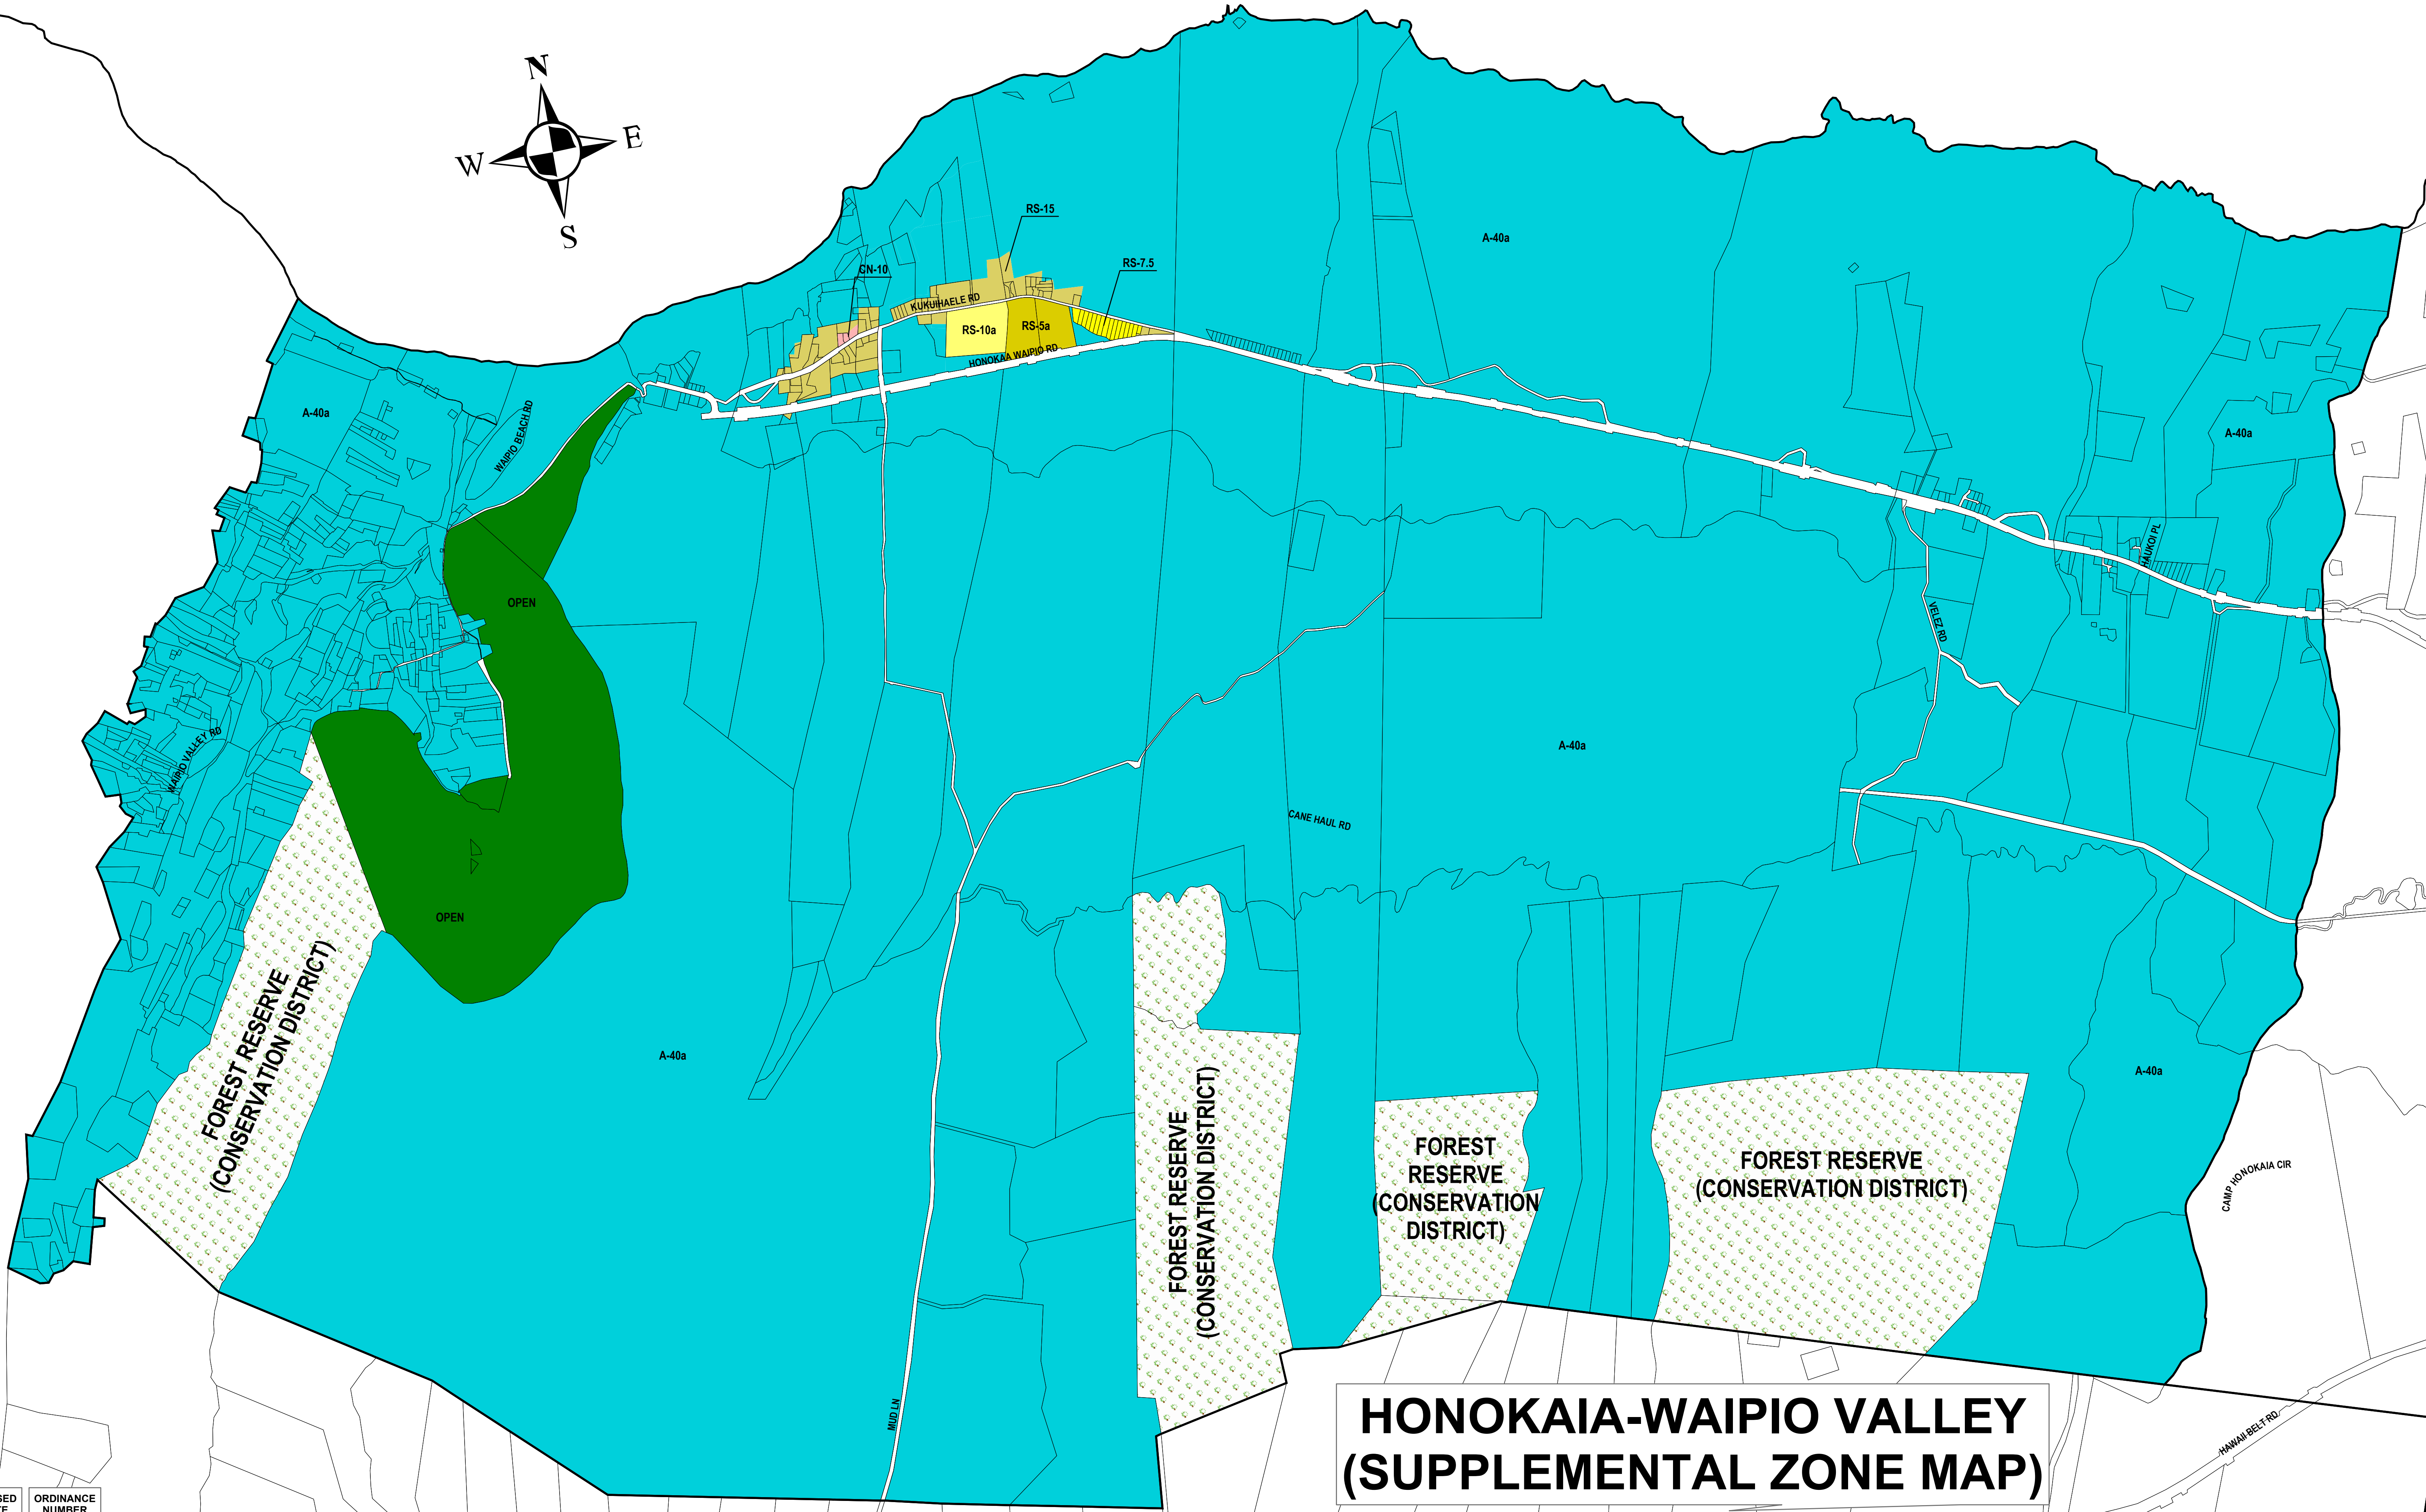 N
W
E
S
RS-15
A-40a
CN-10
RS-7.5
KUKUIHAELE RD
RS-10a
RS-5a
HONOKAA WAIPIO RD
A-40a
WAIPIO BEACH RD
A-40a
HAUKOI PL
OPEN
VELEZ RD
WAIPIO VALLEY RD
A-40a
CANE HAUL RD
OPEN
FOREST RESERVE
(CONSERVATION DISTRICT)
A-40a
A-40a
FOREST RESERVE
(CONSERVATION DISTRICT)
FOREST
RESERVE
(CONSERVATION
DISTRICT)
FOREST RESERVE
(CONSERVATION DISTRICT)
CAMP HONOKAIA CIR
MUD LN
HAWAII BELT RD
HONOKAIA-WAIPIO VALLEY
(SUPPLEMENTAL ZONE MAP)
ORDINANCE
NUMBER